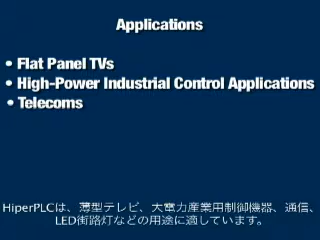 Applications
• Flat Panel TVs
• High-Power Industrial Control Applications
• Telecoms
HiperPLCは、薄型テレビ、大電力産業用制御機器、通信、
LED街路灯などの用途に適しています。